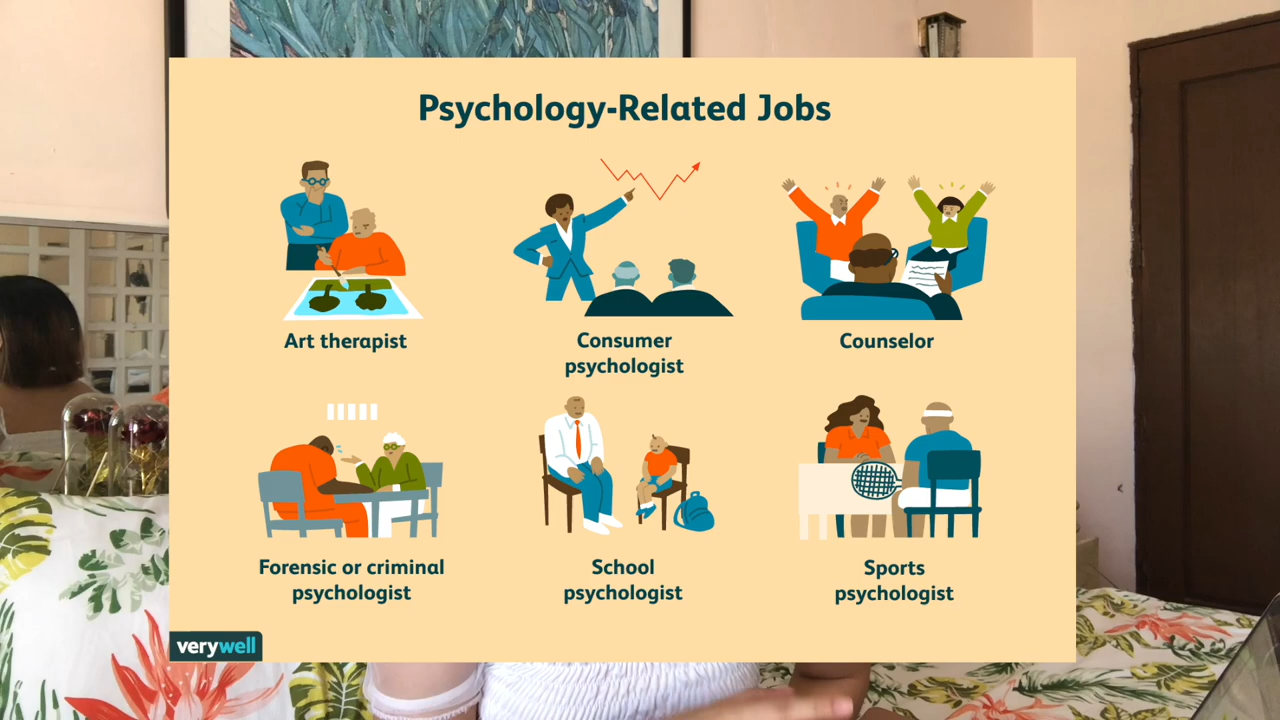 Psychology-Related Jobs
Art therapist
Consumer
psychologist
Counselor
Forensic or criminal
psychologist
School
psychologist
Sports
psychologist
verywell